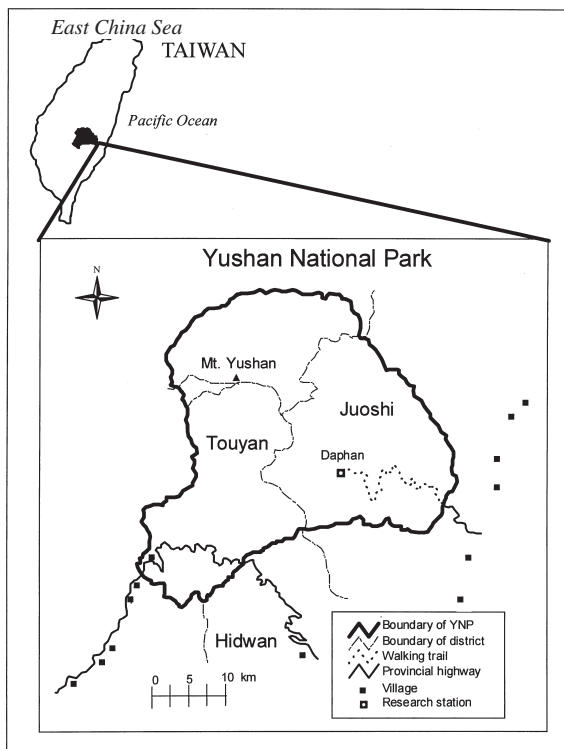 East China Sea
TAIWAN
Pacific Ocean
Yushan National Park
N
Mt. Yushan
Juoshi
Touyan
Daphan
Hidwan
0 5 10 km
Boundary of YNP
Boundary of district
Walking trail
Provincial highway
Village
Research station